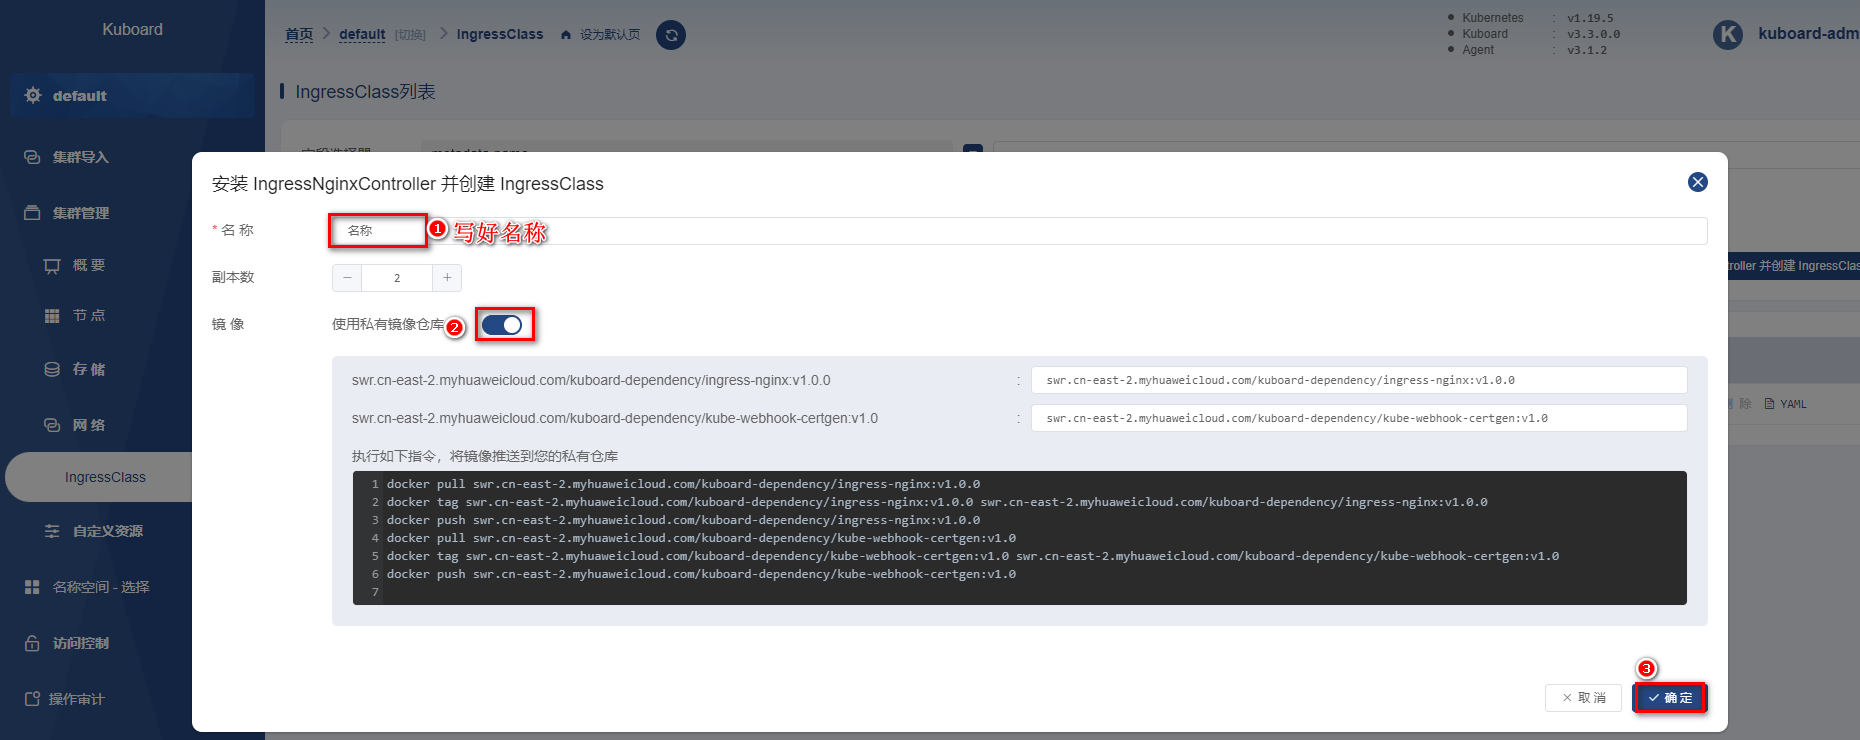 Kuboard
首页 > default [切换] > IngressClass 设为默认页
Kubernetes : v1.19.5
Kuboard : v3.3.0.0
Agent : v3.1.2
K kuboard-adm
default
IngressClass列表
集群导入
集群管理
概 要
节 点
存 储
网 络
IngressClass
自定义资源
名称空间 - 选择
访问控制
操作审计
安装 IngressNginxController 并创建 IngressClass
* 名 称
名称
1 写好名称
副本数
− 2 +
镜 像
使用私有镜像仓库 2
swr.cn-east-2.myhuaweicloud.com/kuboard-dependency/ingress-nginx:v1.0.0 : swr.cn-east-2.myhuaweicloud.com/kuboard-dependency/ingress-nginx:v1.0.0
swr.cn-east-2.myhuaweicloud.com/kuboard-dependency/kube-webhook-certgen:v1.0 : swr.cn-east-2.myhuaweicloud.com/kuboard-dependency/kube-webhook-certgen:v1.0
执行如下指令，将镜像推送到您的私有仓库
1 docker pull swr.cn-east-2.myhuaweicloud.com/kuboard-dependency/ingress-nginx:v1.0.0
2 docker tag swr.cn-east-2.myhuaweicloud.com/kuboard-dependency/ingress-nginx:v1.0.0 swr.cn-east-2.myhuaweicloud.com/kuboard-dependency/ingress-nginx:v1.0.0
3 docker push swr.cn-east-2.myhuaweicloud.com/kuboard-dependency/ingress-nginx:v1.0.0
4 docker pull swr.cn-east-2.myhuaweicloud.com/kuboard-dependency/kube-webhook-certgen:v1.0
5 docker tag swr.cn-east-2.myhuaweicloud.com/kuboard-dependency/kube-webhook-certgen:v1.0 swr.cn-east-2.myhuaweicloud.com/kuboard-dependency/kube-webhook-certgen:v1.0
6 docker push swr.cn-east-2.myhuaweicloud.com/kuboard-dependency/kube-webhook-certgen:v1.0
7
3
取 消
确 定
troller 并创建 IngressClas
除 YAML